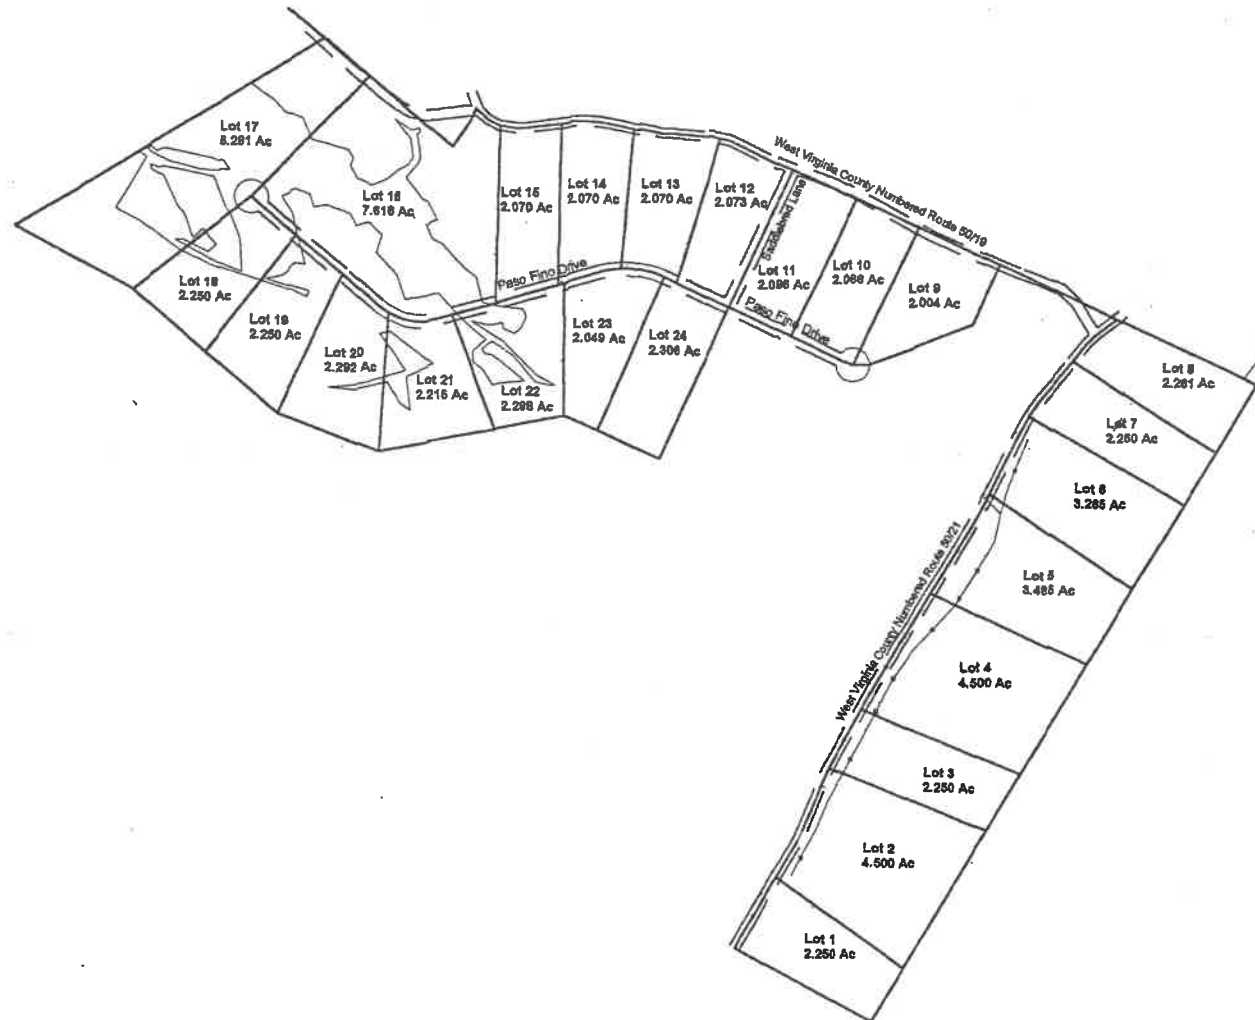 Lot 17
5.281 Ac
Lot 16
7.616 Ac
Lot 15
2.070 Ac
Lot 14
2.070 Ac
Lot 13
2.070 Ac
Lot 12
2.073 Ac
West Virginia County Numbered Route 50/19
Saddlebred Lane
Lot 11
2.096 Ac
Lot 10
2.066 Ac
Lot 9
2.004 Ac
Paso Fino Drive
Paso Fino Drive
Lot 18
2.250 Ac
Lot 19
2.250 Ac
Lot 20
2.292 Ac
Lot 21
2.215 Ac
Lot 22
2.298 Ac
Lot 23
2.049 Ac
Lot 24
2.306 Ac
Lot 8
2.261 Ac
Lot 7
2.250 Ac
Lot 6
3.265 Ac
Lot 5
3.485 Ac
West Virginia County Numbered Route 50/21
Lot 4
4.500 Ac
Lot 3
2.250 Ac
Lot 2
4.500 Ac
Lot 1
2.250 Ac